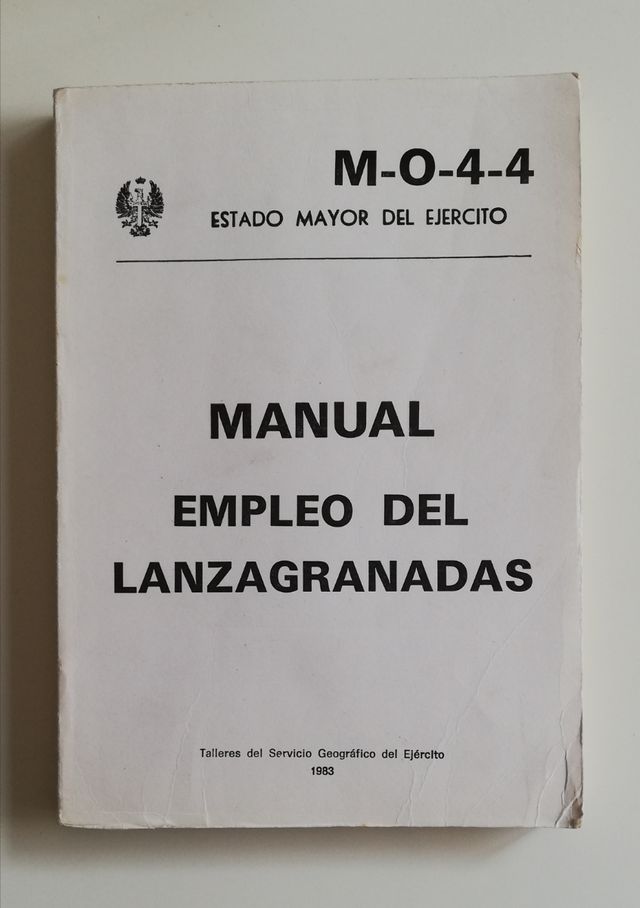 M-O-4-4
ESTADO MAYOR DEL EJERCITO
MANUAL
EMPLEO DEL
LANZAGRANADAS
Talleres del Servicio Geográfico del Ejército
1983